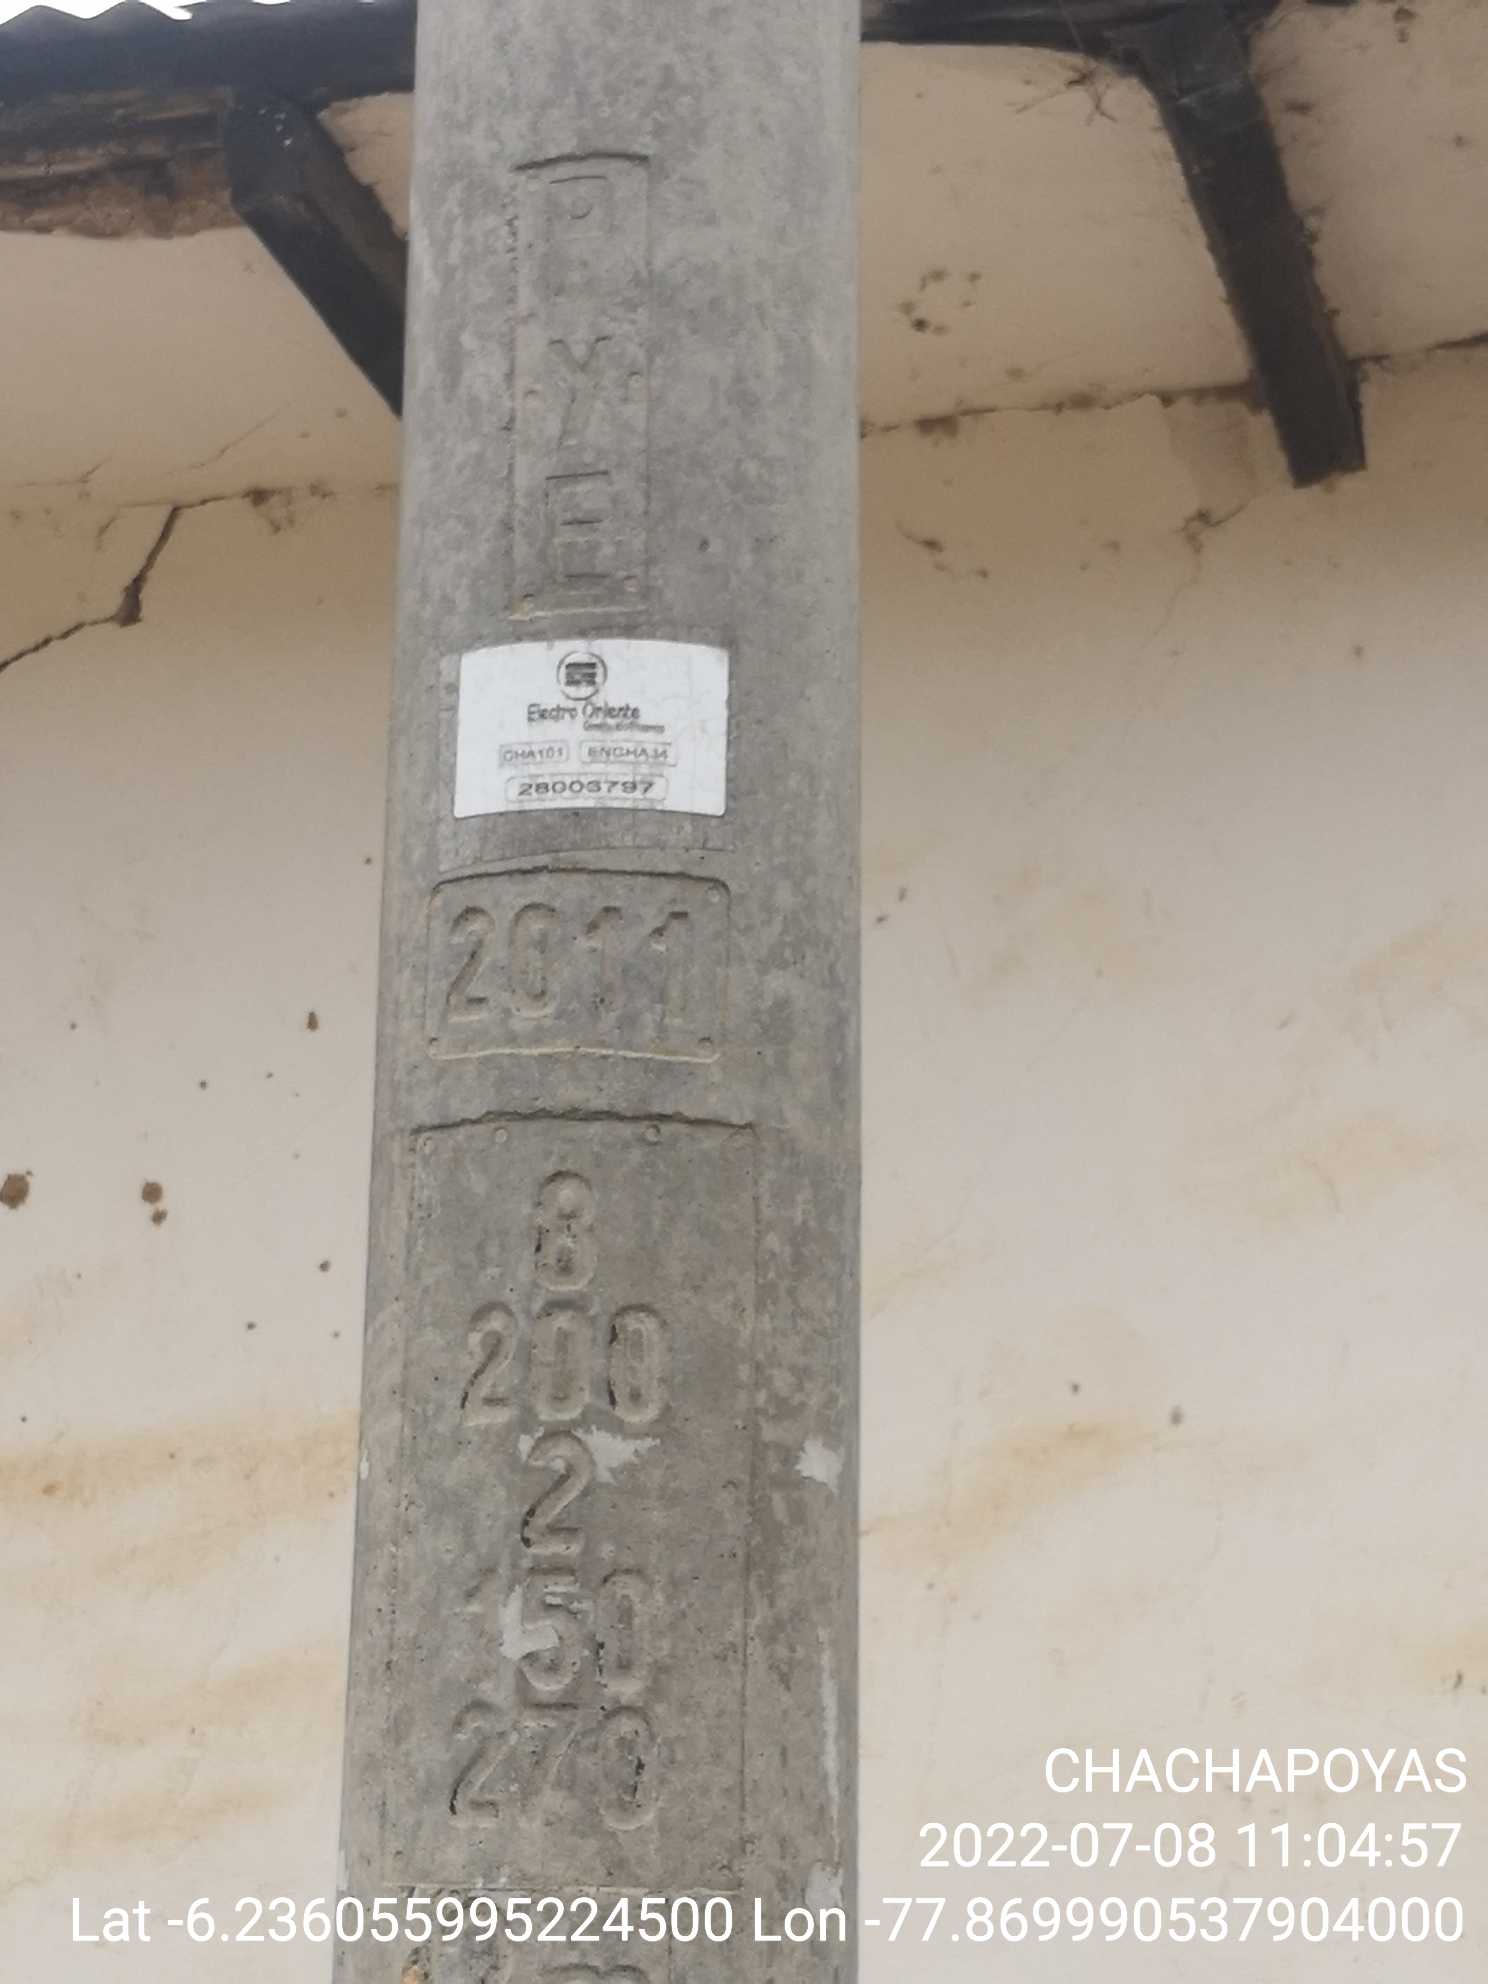 P
Y
E
Electro Oriente
CHA101 ENCHA34
28003797
2011
8
200
2
150
270
CHACHAPOYAS
2022-07-08 11:04:57
Lat -6.236055995224500 Lon -77.869990537904000